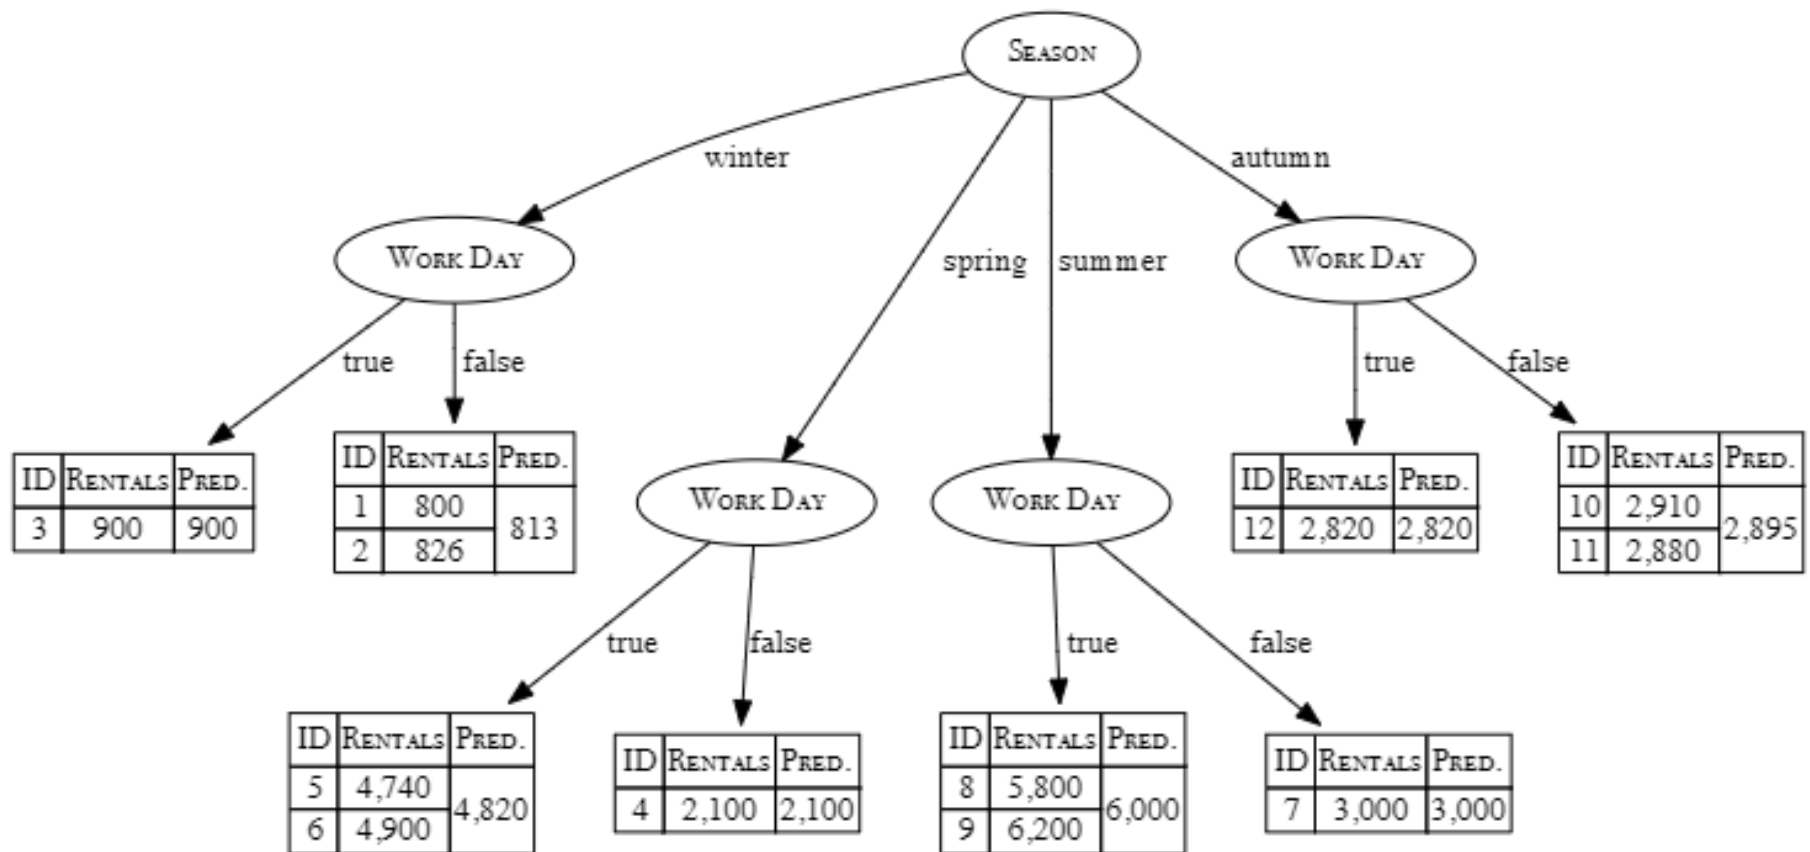 SEASON
winter
autumn
WORK DAY
spring
summer
WORK DAY
true
false
true
false
ID RENTALS PRED.
3 900 900
ID RENTALS PRED.
1 800 813
2 826
WORK DAY
WORK DAY
ID RENTALS PRED.
12 2,820 2,820
ID RENTALS PRED.
10 2,910 2,895
11 2,880
true
false
true
false
ID RENTALS PRED.
5 4,740 4,820
6 4,900
ID RENTALS PRED.
4 2,100 2,100
ID RENTALS PRED.
8 5,800 6,000
9 6,200
ID RENTALS PRED.
7 3,000 3,000